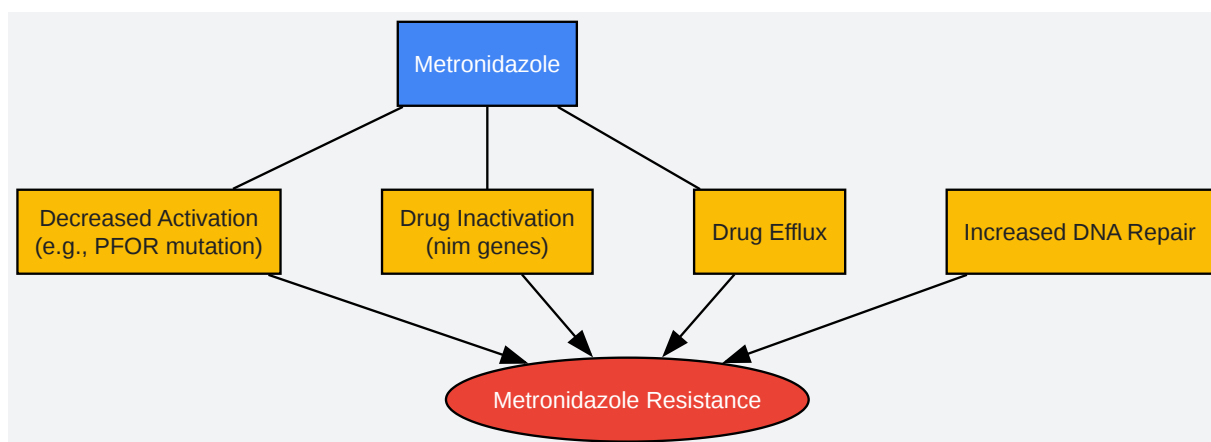 Metronidazole
Decreased Activation
(e.g., PFOR mutation)
Drug Inactivation
(nim genes)
Drug Efflux
Increased DNA Repair
Metronidazole Resistance